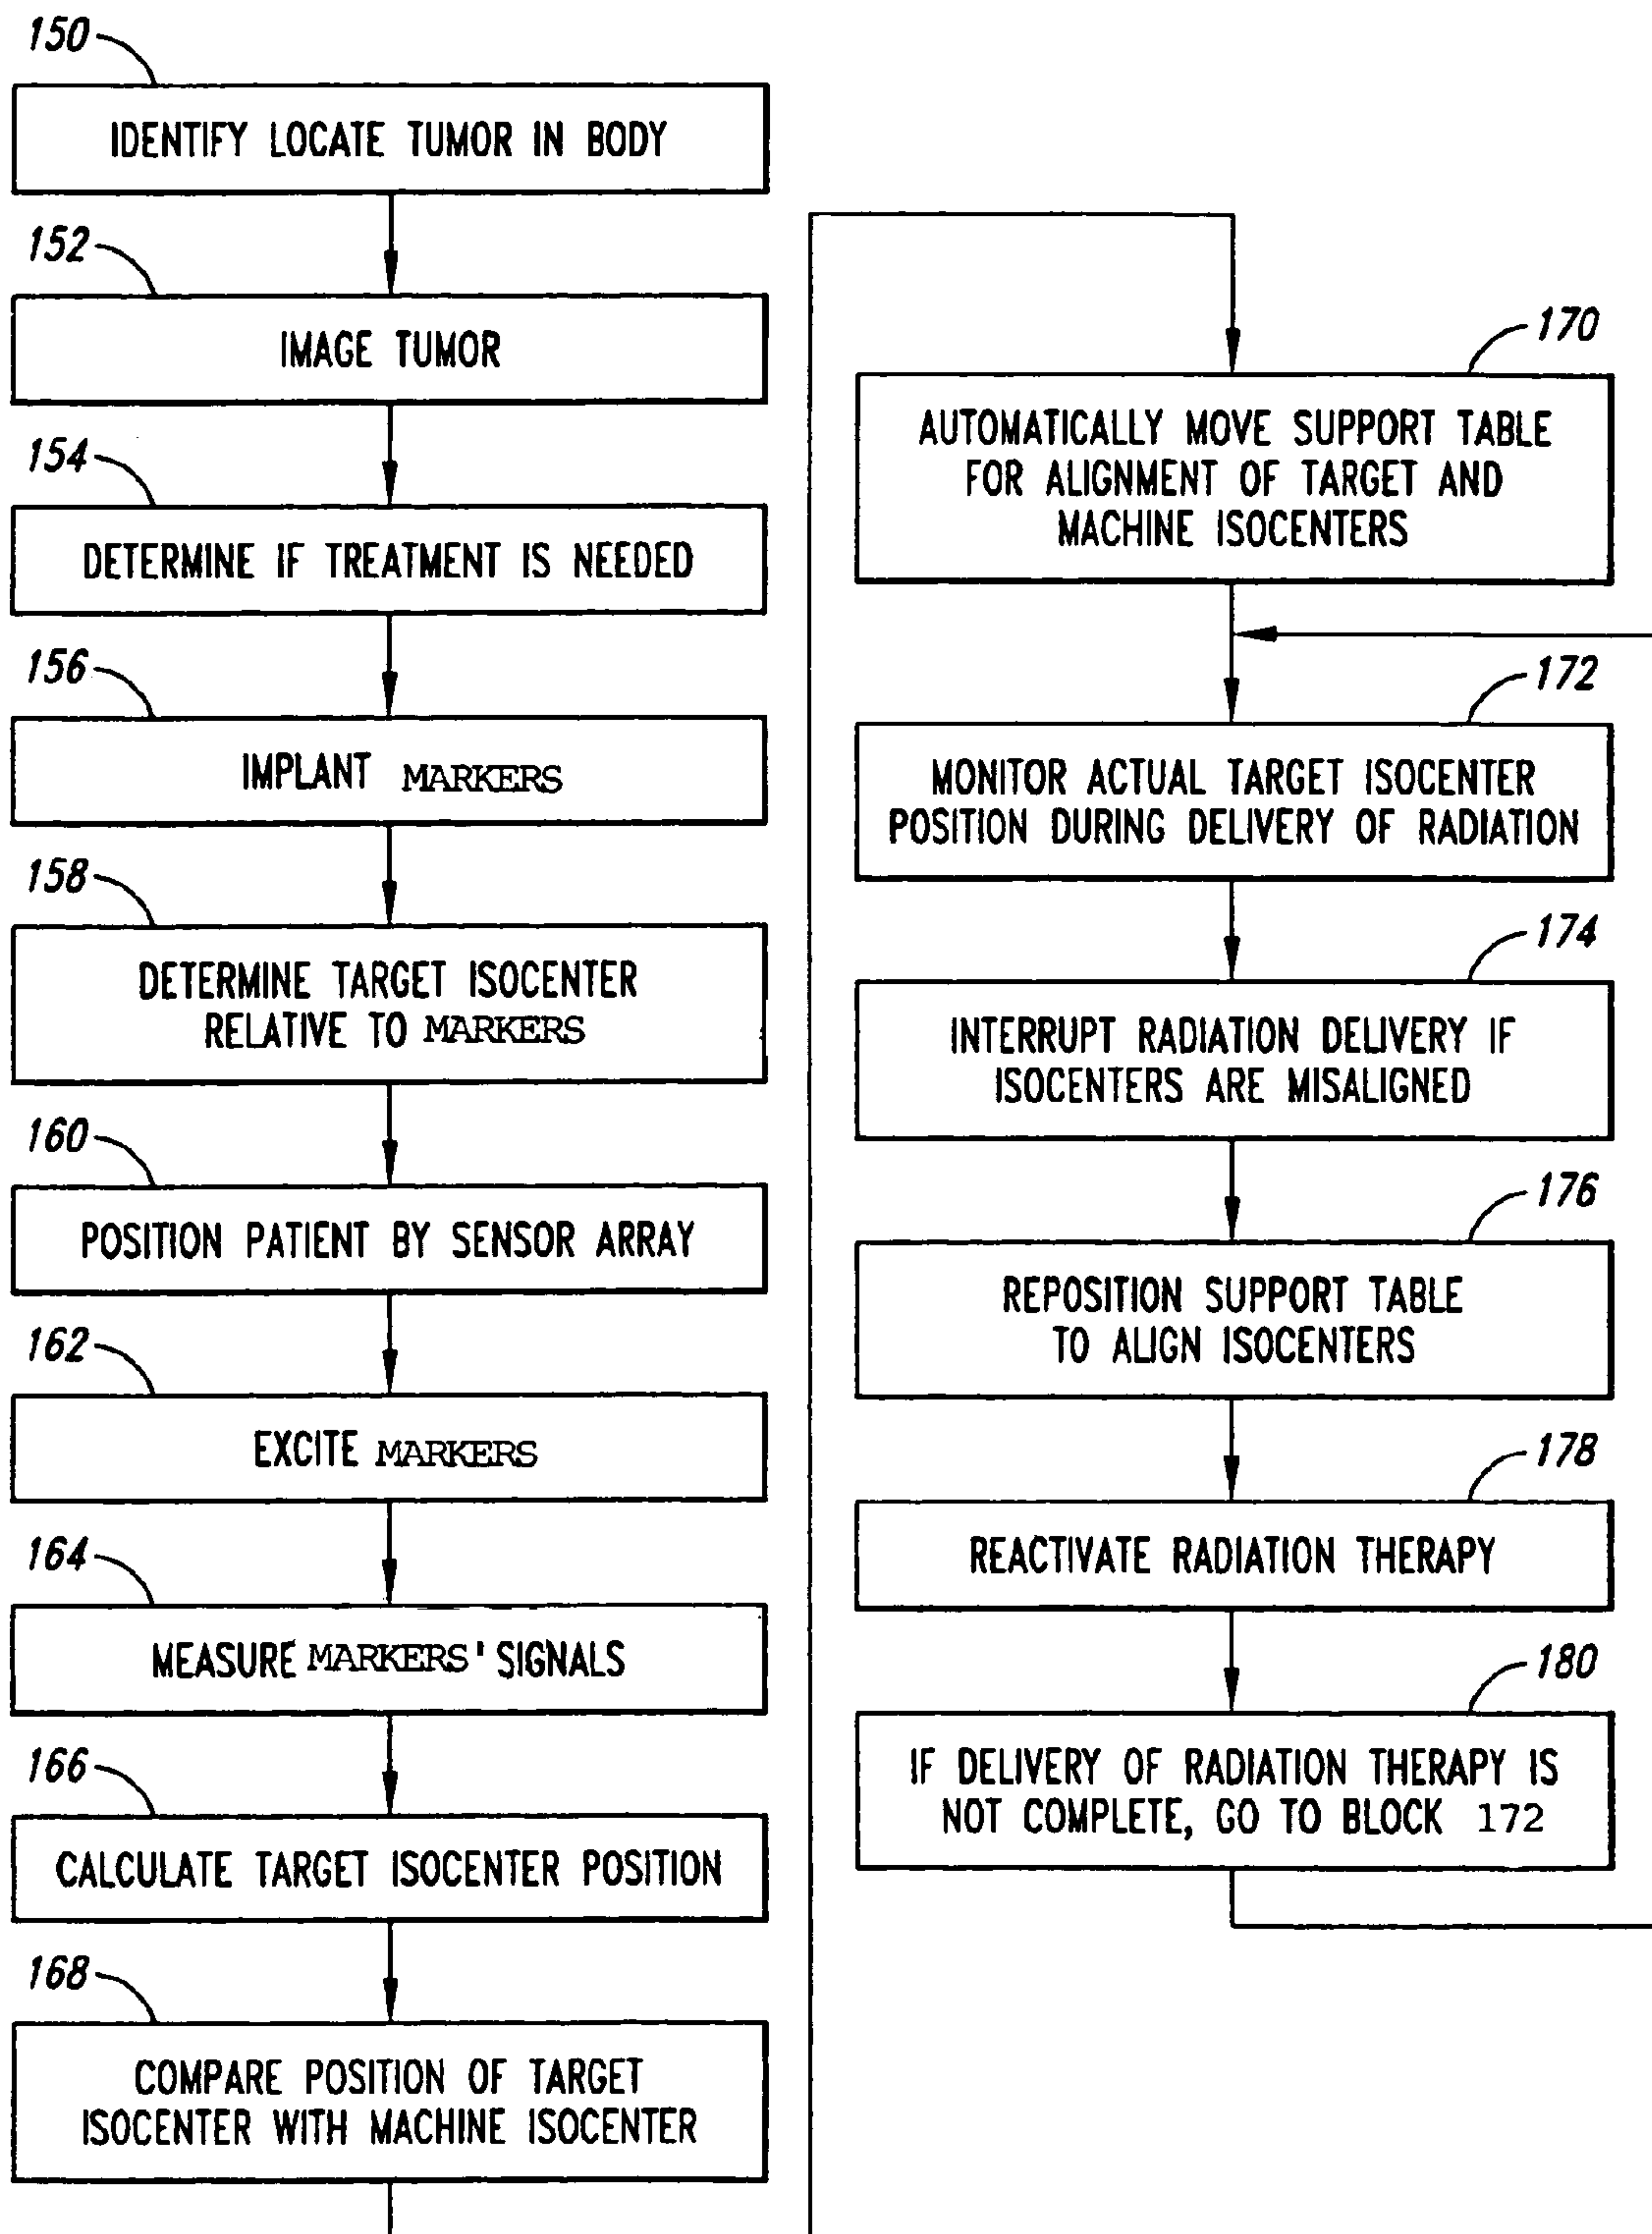 150
IDENTIFY LOCATE TUMOR IN BODY
152
IMAGE TUMOR
154
DETERMINE IF TREATMENT IS NEEDED
156
IMPLANT MARKERS
158
DETERMINE TARGET ISOCENTER
RELATIVE TO MARKERS
160
POSITION PATIENT BY SENSOR ARRAY
162
EXCITE MARKERS
164
MEASURE MARKERS' SIGNALS
166
CALCULATE TARGET ISOCENTER POSITION
168
COMPARE POSITION OF TARGET
ISOCENTER WITH MACHINE ISOCENTER
170
AUTOMATICALLY MOVE SUPPORT TABLE
FOR ALIGNMENT OF TARGET AND
MACHINE ISOCENTERS
172
MONITOR ACTUAL TARGET ISOCENTER
POSITION DURING DELIVERY OF RADIATION
174
INTERRUPT RADIATION DELIVERY IF
ISOCENTERS ARE MISALIGNED
176
REPOSITION SUPPORT TABLE
TO ALIGN ISOCENTERS
178
REACTIVATE RADIATION THERAPY
180
IF DELIVERY OF RADIATION THERAPY IS
NOT COMPLETE, GO TO BLOCK 172